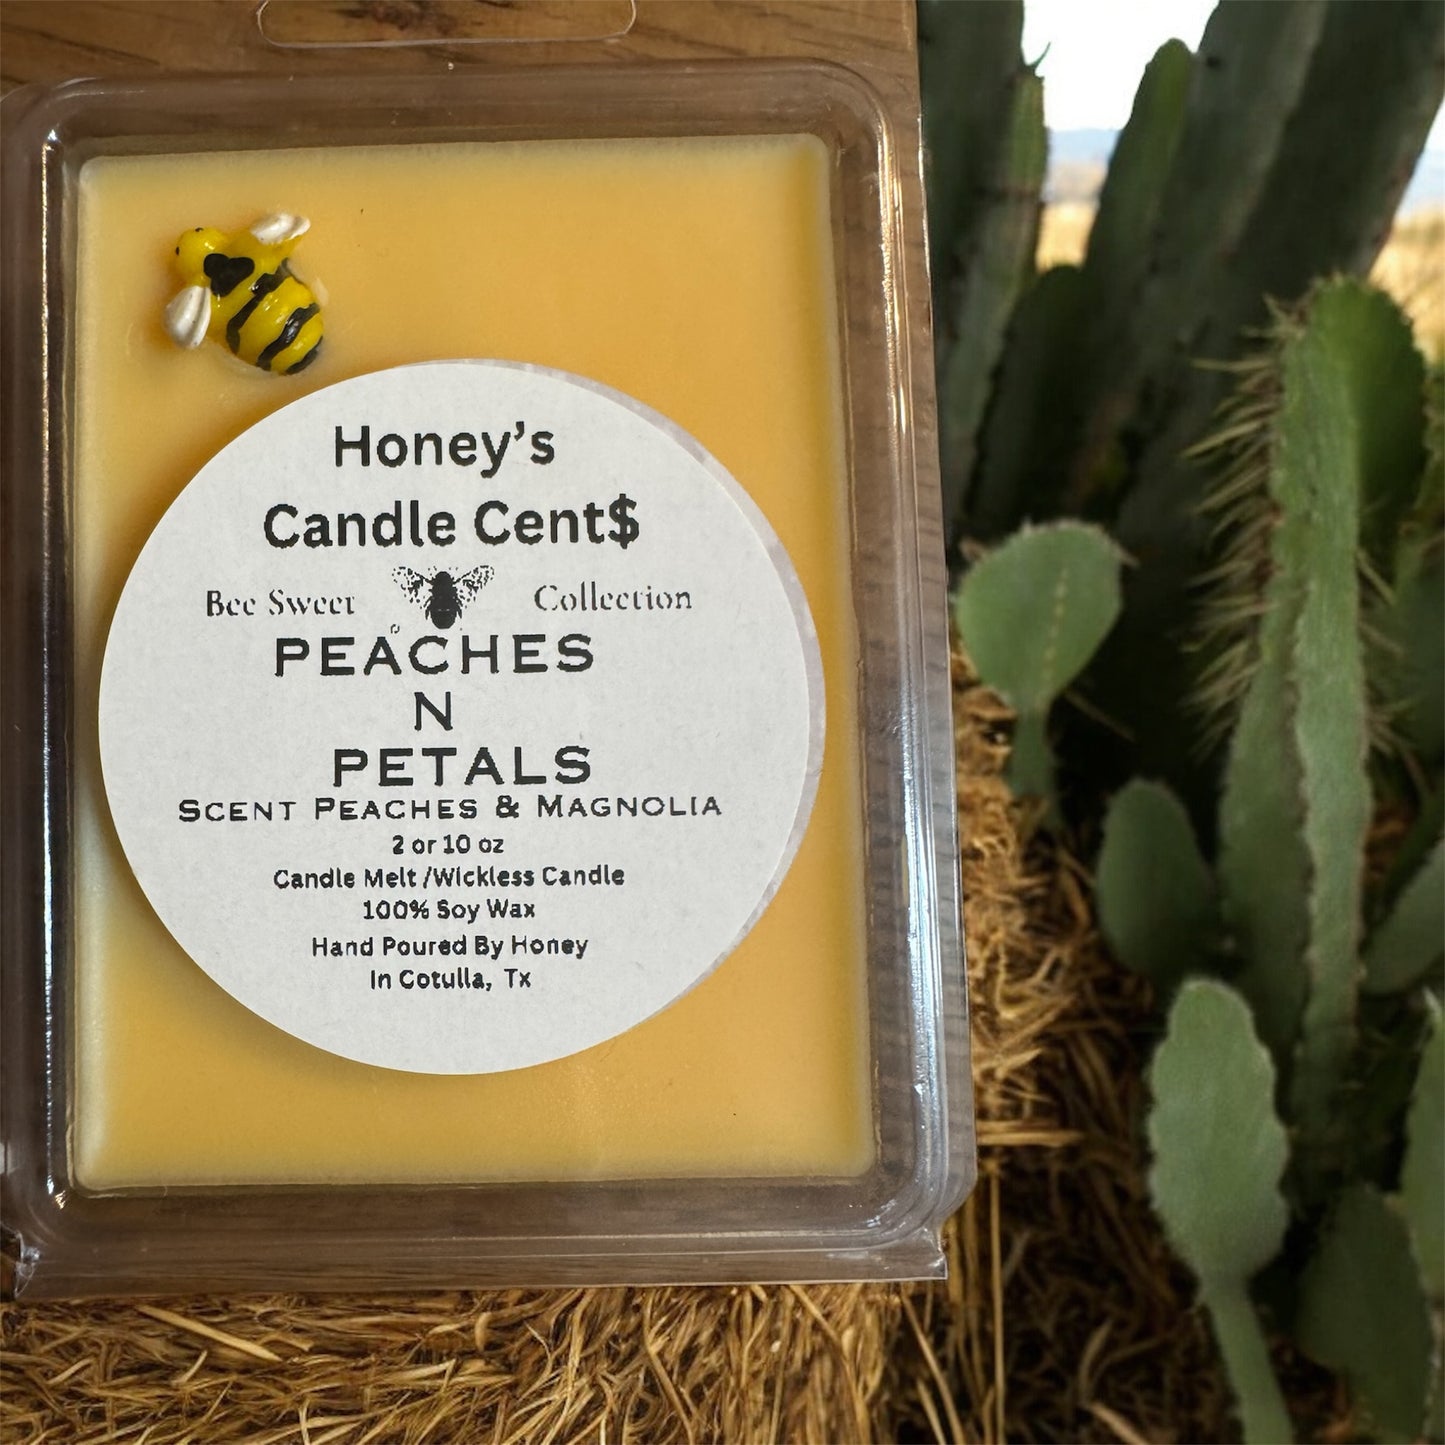 Honey's
Candle Cent$
Bee Sweet Collection
PEACHES
N
PETALS
SCENT PEACHES & MAGNOLIA
2 or 10 oz
Candle Melt /Wickless Candle
100% Soy Wax
Hand Poured By Honey
In Cotulla, Tx